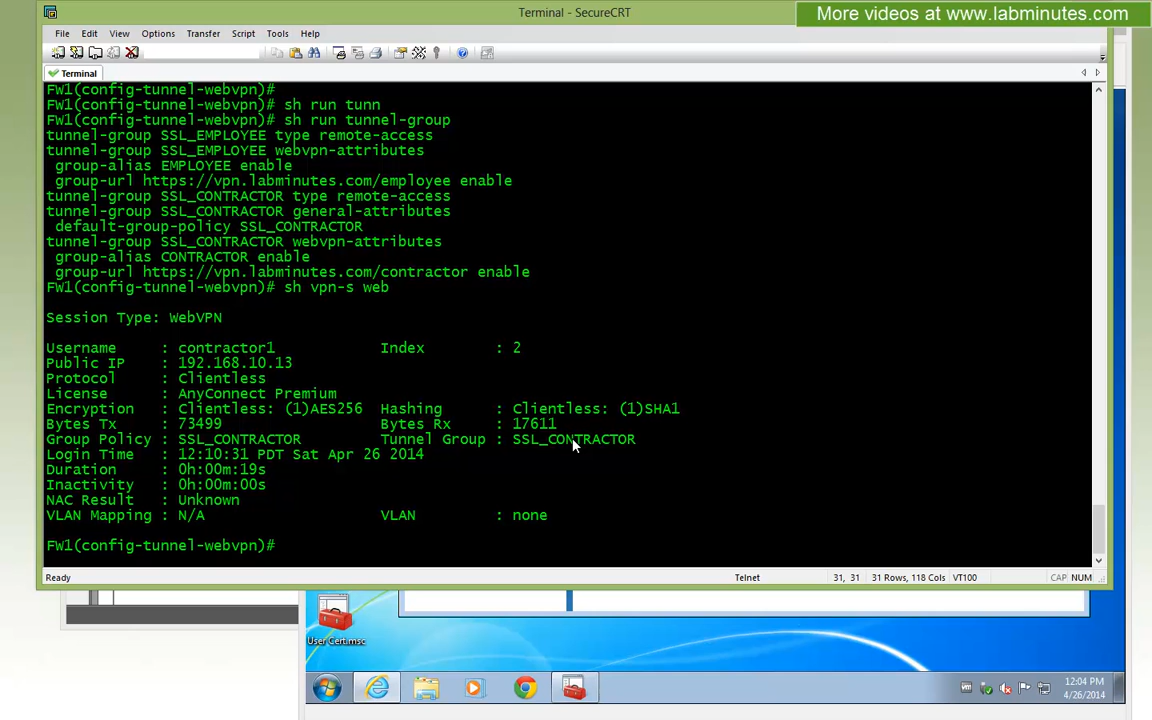 Terminal - SecureCRT
More videos at www.labminutes.com
File Edit View Options Transfer Script Tools Help
Terminal
FW1(config-tunnel-webvpn)#
FW1(config-tunnel-webvpn)# sh run tunn
FW1(config-tunnel-webvpn)# sh run tunnel-group
tunnel-group SSL_EMPLOYEE type remote-access
tunnel-group SSL_EMPLOYEE webvpn-attributes
 group-alias EMPLOYEE enable
 group-url https://vpn.labminutes.com/employee enable
tunnel-group SSL_CONTRACTOR type remote-access
tunnel-group SSL_CONTRACTOR general-attributes
 default-group-policy SSL_CONTRACTOR
tunnel-group SSL_CONTRACTOR webvpn-attributes
 group-alias CONTRACTOR enable
 group-url https://vpn.labminutes.com/contractor enable
FW1(config-tunnel-webvpn)# sh vpn-s web
Session Type: WebVPN
Username : contractor1 Index : 2
Public IP : 192.168.10.13
Protocol : Clientless
License : AnyConnect Premium
Encryption : Clientless: (1)AES256 Hashing : Clientless: (1)SHA1
Bytes Tx : 73499 Bytes Rx : 17611
Group Policy : SSL_CONTRACTOR Tunnel Group : SSL_CONTRACTOR
Login Time : 12:10:31 PDT Sat Apr 26 2014
Duration : 0h:00m:19s
Inactivity : 0h:00m:00s
NAC Result : Unknown
VLAN Mapping : N/A VLAN : none
FW1(config-tunnel-webvpn)#
Ready Telnet 31, 31 31 Rows, 118 Cols VT100 CAP NUM
User Cert.msc
12:04 PM
4/26/2014